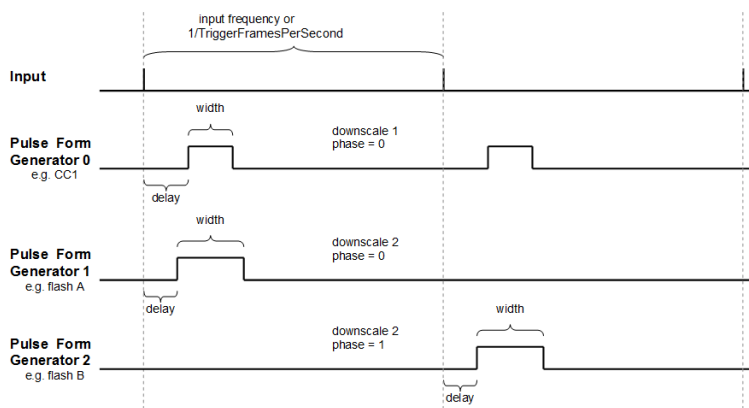 input frequency or
1/TriggerFramesPerSecond
Input
width
downscale 1
phase = 0
Pulse Form
Generator 0
e.g. CC1
delay
width
downscale 2
phase = 0
Pulse Form
Generator 1
e.g. flash A
delay
width
downscale 2
phase = 1
Pulse Form
Generator 2
e.g. flash B
delay